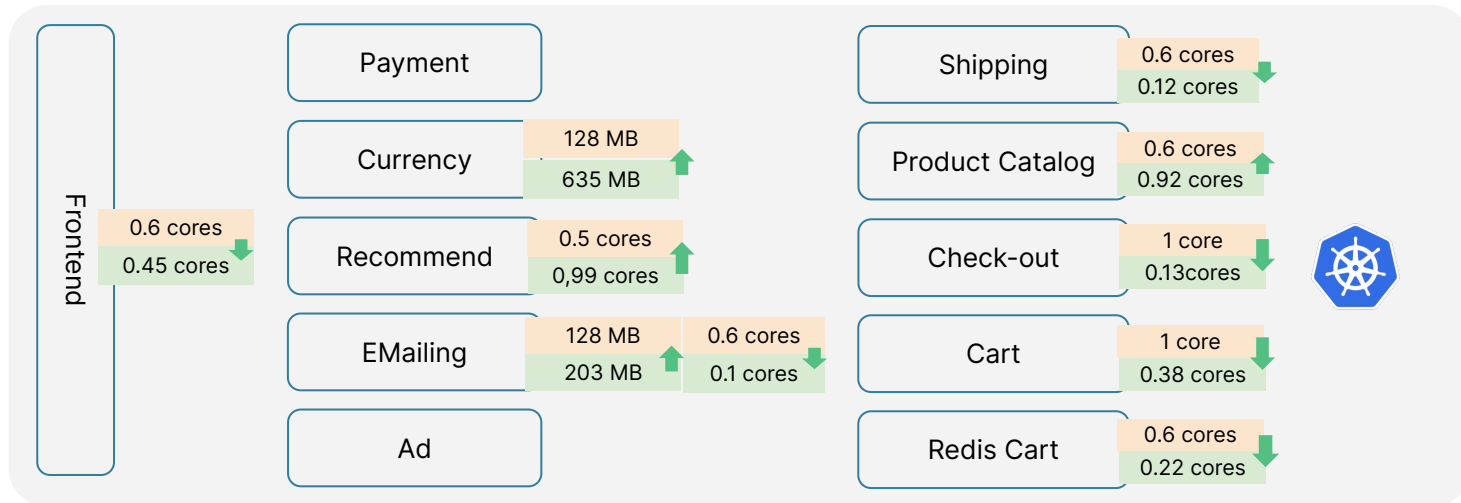 Frontend
0.6 cores
0.45 cores
Payment
Currency
128 MB
635 MB
Recommend
0.5 cores
0,99 cores
EMailing
128 MB
203 MB
0.6 cores
0.1 cores
Ad
Shipping
0.6 cores
0.12 cores
Product Catalog
0.6 cores
0.92 cores
Check-out
1 core
0.13cores
Cart
1 core
0.38 cores
Redis Cart
0.6 cores
0.22 cores